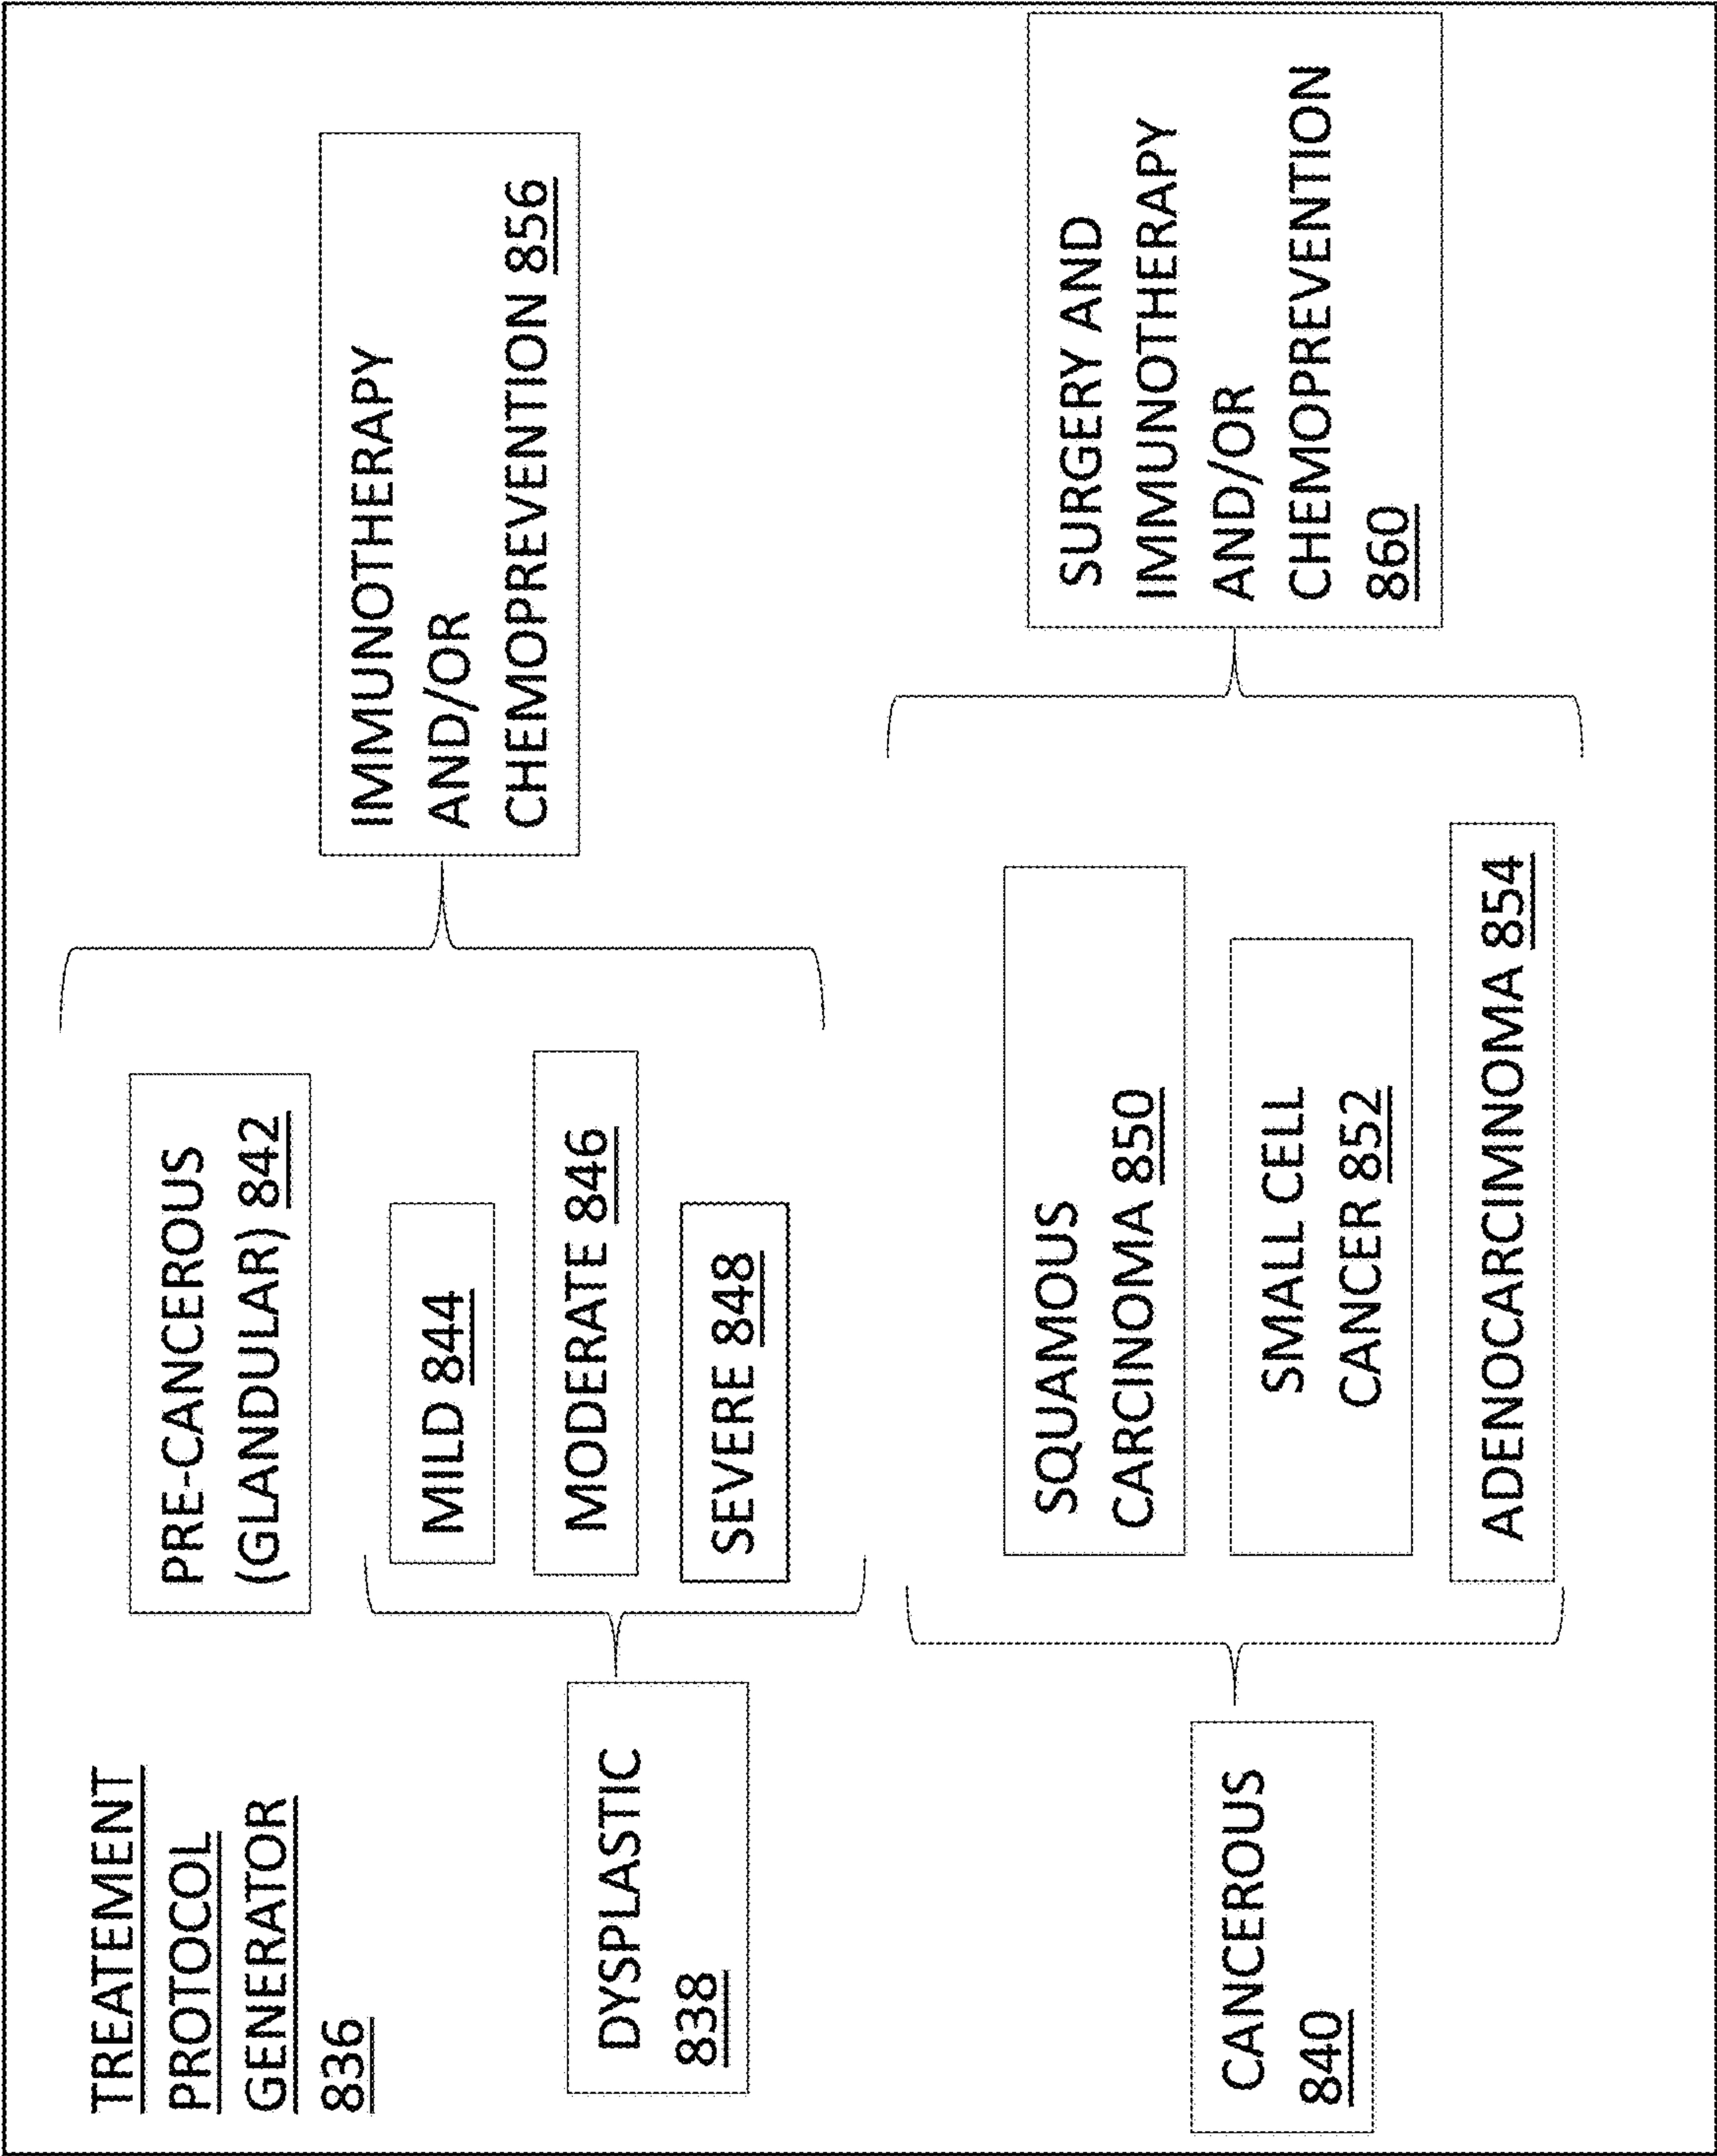 TREATEMENT
PROTOCOL
GENERATOR
836
PRE-CANCEROUS
(GLANDULAR) 842
DYSPLASTIC
838
MILD 844
MODERATE 846
SEVERE 848
IMMUNOTHERAPY
AND/OR
CHEMOPREVENTION 856
CANCEROUS
840
SQUAMOUS
CARCINOMA 850
SMALL CELL
CANCER 852
ADENOCARCIMNOMA 854
SURGERY AND
IMMUNOTHERAPY
AND/OR
CHEMOPREVENTION
860